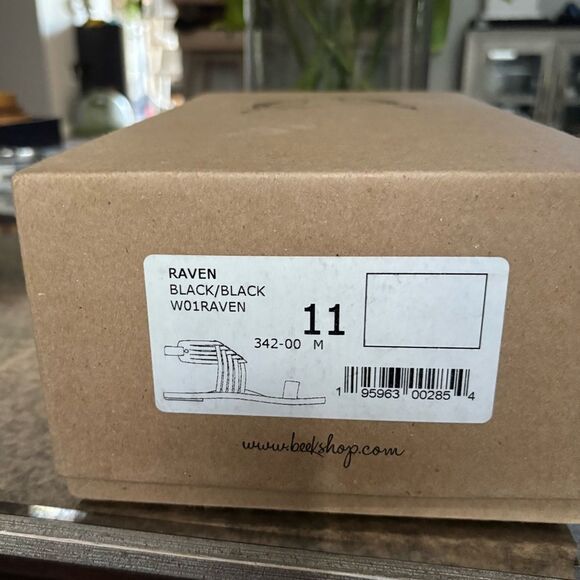 RAVEN
BLACK/BLACK
W01RAVEN
11
342-00 M
1 95963 00285 4
www.beekshop.com